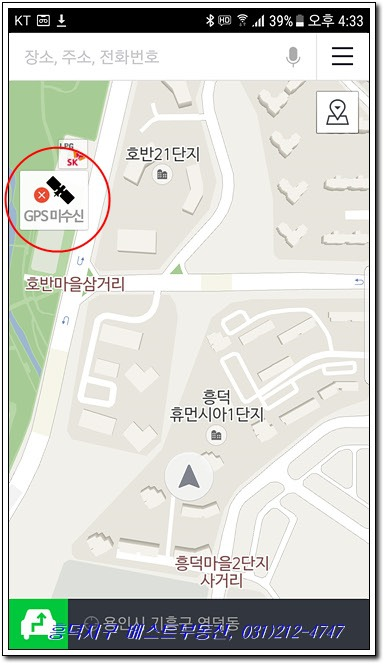 KT HD 39% 오후 4:33
장소, 주소, 전화번호
LPG
SK
호반21단지
GPS 미수신
호반마을삼거리
흥덕
휴먼시아1단지
흥덕마을2단지
사거리
용인시 기흥구 영덕동
흥덕지구 베스트부동산, 031)212-4747